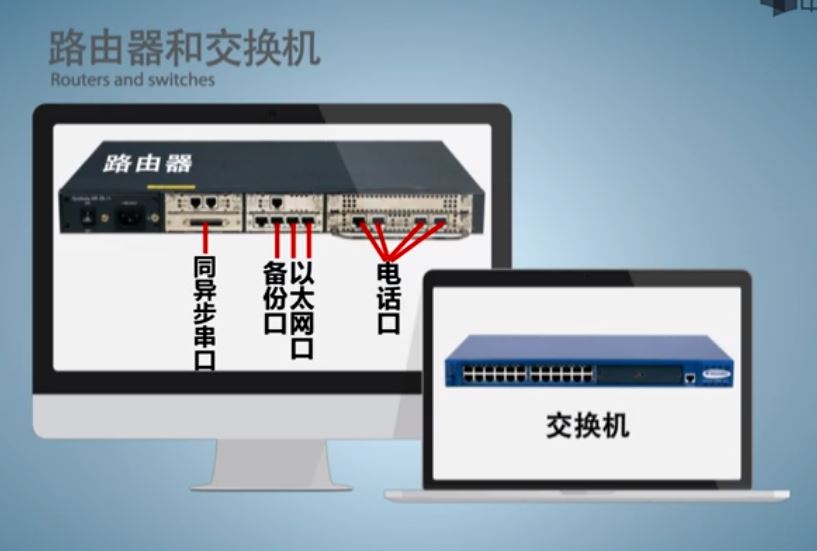 路由器和交换机
Routers and switches
路由器
同异步串口
备份口
以太网口
电话口
交换机